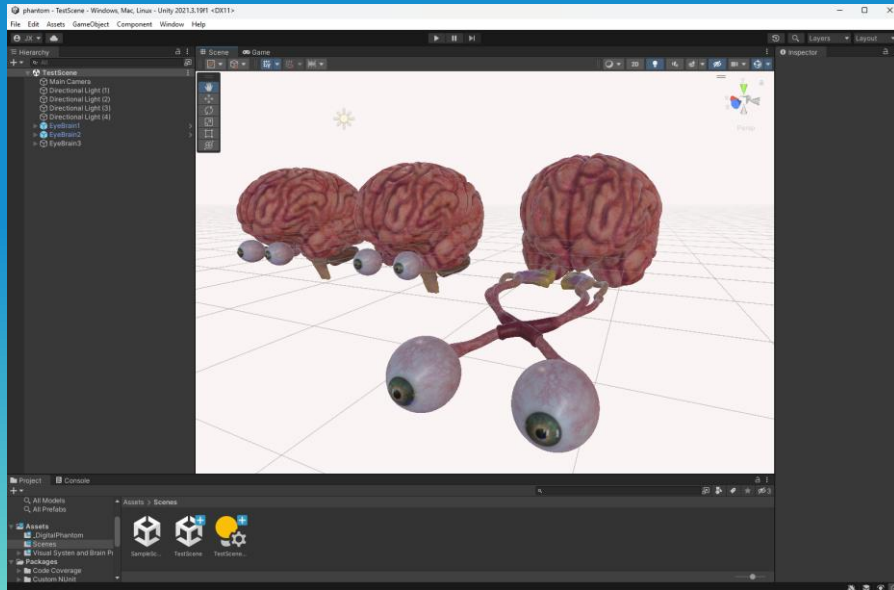 phantom - TestScene - Windows, Mac, Linux - Unity 2021.3.19f1 <DX11>
File Edit Assets GameObject Component Window Help
JX Layers Layout
Hierarchy
Scene
Game
Inspector
All
TestScene
Main Camera
Directional Light (1)
Directional Light (2)
Directional Light (3)
Directional Light (4)
EyeBrain1
EyeBrain2
EyeBrain3
2D
y
Persp
Project
Console
3
All Models
All Prefabs
Assets > Scenes
Assets
_DigitalPhantom
Scenes
Visual System and Brain P
Packages
Code Coverage
Custom NUnit
SampleSc...
TestScene
TestScene...